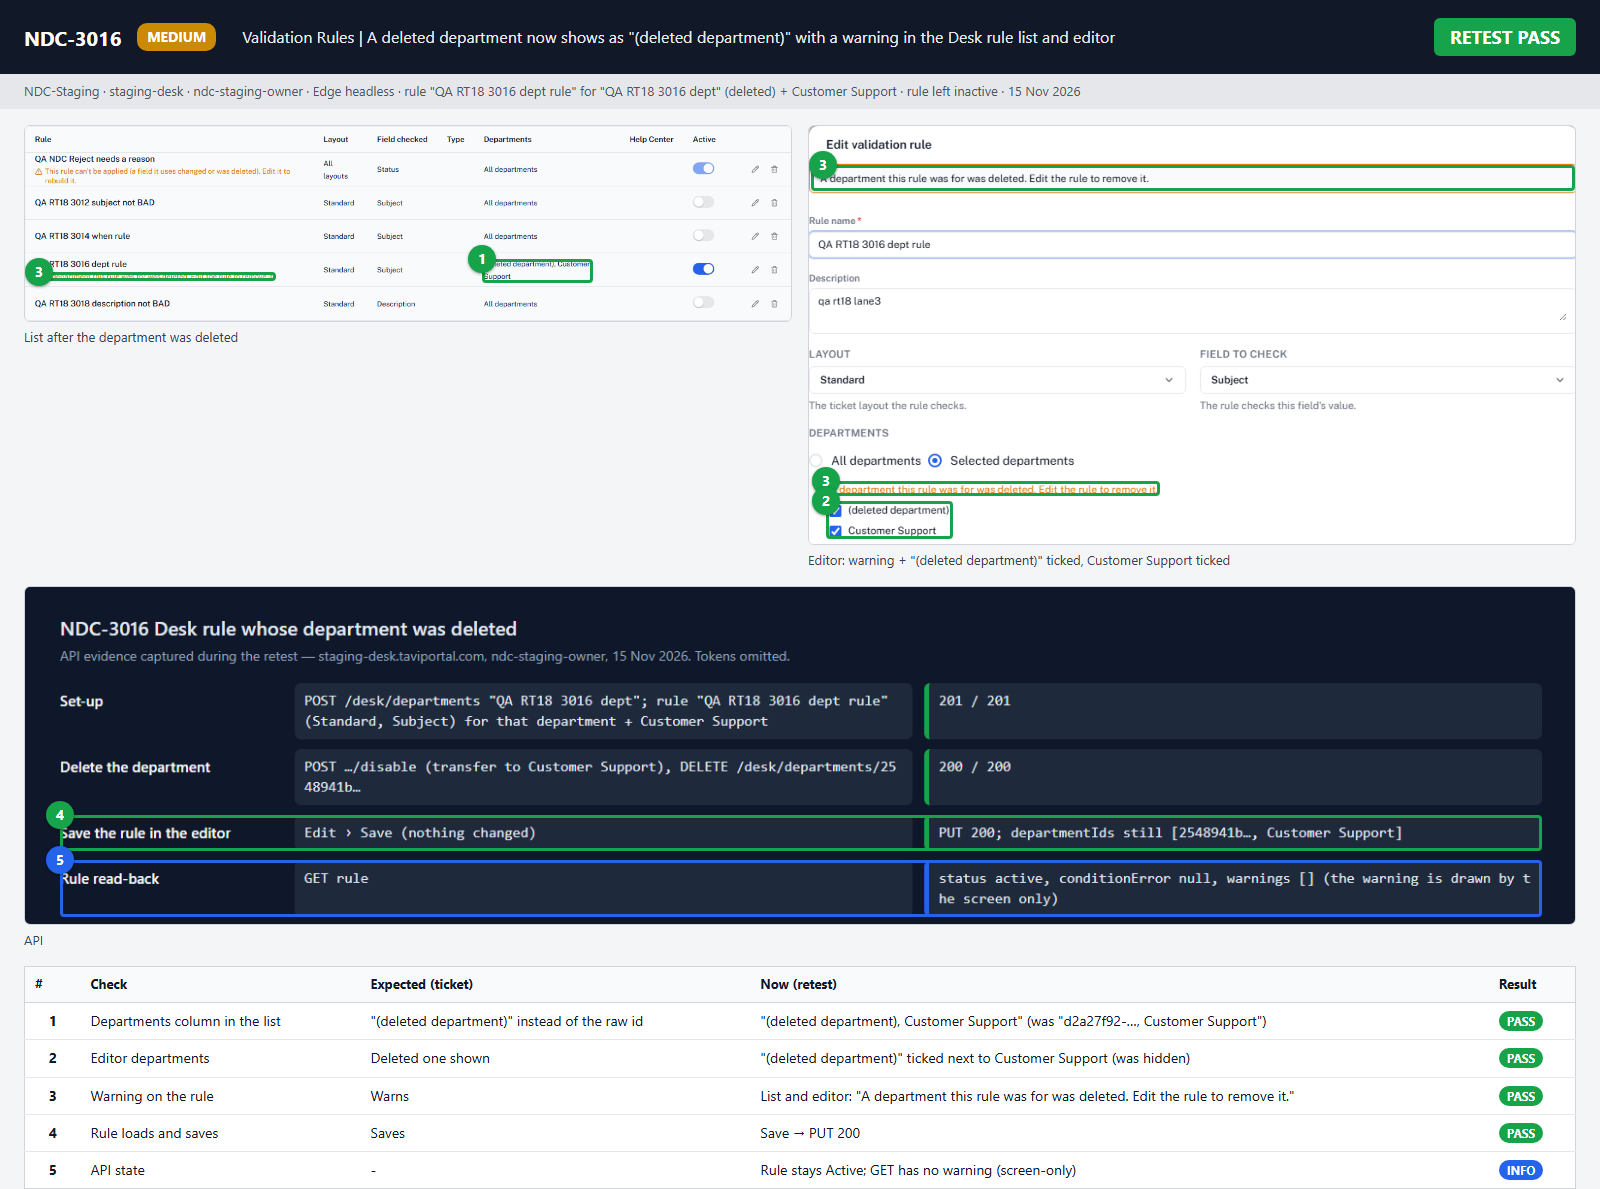 NDC-3016 MEDIUM Validation Rules | A deleted department now shows as "(deleted department)" with a warning in the Desk rule list and editor RETEST PASS
NDC-Staging · staging-desk · ndc-staging-owner · Edge headless · rule "QA RT18 3016 dept rule" for "QA RT18 3016 dept" (deleted) + Customer Support · rule left inactive · 15 Nov 2026
Rule Layout Field checked Type Departments Help Center Active
QA NDC Reject needs a reason
This rule can't be applied (a field it uses changed or was deleted). Edit it to
rebuild it.
All
layouts
Status All departments
QA RT18 3012 subject not BAD Standard Subject All departments
QA RT18 3014 when rule Standard Subject All departments
1
3
RT18 3016 dept rule
department this rule was for was deleted. Edit the rule to remove it.
Standard Subject
deleted department), Customer
Support
QA RT18 3018 description not BAD Standard Description All departments
List after the department was deleted
Edit validation rule
3
department this rule was for was deleted. Edit the rule to remove it.
Rule name *
QA RT18 3016 dept rule
Description
qa rt18 lane3
LAYOUT
Standard
The ticket layout the rule checks.
FIELD TO CHECK
Subject
The rule checks this field's value.
DEPARTMENTS
All departments Selected departments
3
department this rule was for was deleted. Edit the rule to remove it.
2
(deleted department)
Customer Support
Editor: warning + "(deleted department)" ticked, Customer Support ticked
NDC-3016 Desk rule whose department was deleted
API evidence captured during the retest — staging-desk.taviportal.com, ndc-staging-owner, 15 Nov 2026. Tokens omitted.
Set-up
POST /desk/departments "QA RT18 3016 dept"; rule "QA RT18 3016 dept rule"
(Standard, Subject) for that department + Customer Support
201 / 201
Delete the department
POST …/disable (transfer to Customer Support), DELETE /desk/departments/25
48941b…
200 / 200
4
Save the rule in the editor
Edit › Save (nothing changed)
PUT 200; departmentIds still [2548941b…, Customer Support]
5
Rule read-back
GET rule
status active, conditionError null, warnings [] (the warning is drawn by t
he screen only)
API
# Check Expected (ticket) Now (retest) Result
1 Departments column in the list "(deleted department)" instead of the raw id "(deleted department), Customer Support" (was "d2a27f92-…, Customer Support") PASS
2 Editor departments Deleted one shown "(deleted department)" ticked next to Customer Support (was hidden) PASS
3 Warning on the rule Warns List and editor: "A department this rule was for was deleted. Edit the rule to remove it." PASS
4 Rule loads and saves Saves Save → PUT 200 PASS
5 API state - Rule stays Active; GET has no warning (screen-only) INFO